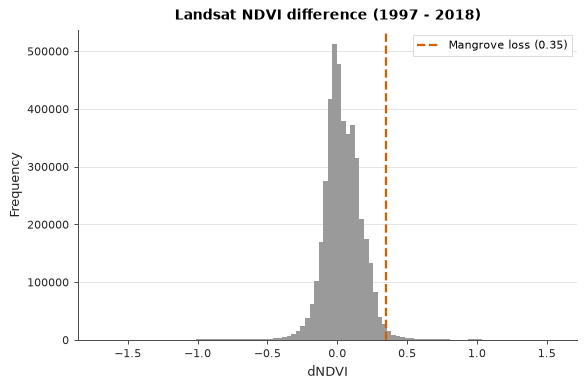 Landsat NDVI difference (1997 - 2018)
Mangrove loss (0.35)
Frequency
500000
400000
300000
200000
100000
0
−1.5 −1.0 −0.5 0.0 0.5 1.0 1.5
dNDVI